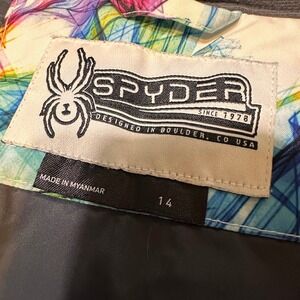 SPYDER
SINCE 1978
DESIGNED IN BOULDER, CO USA
MADE IN MYANMAR
14